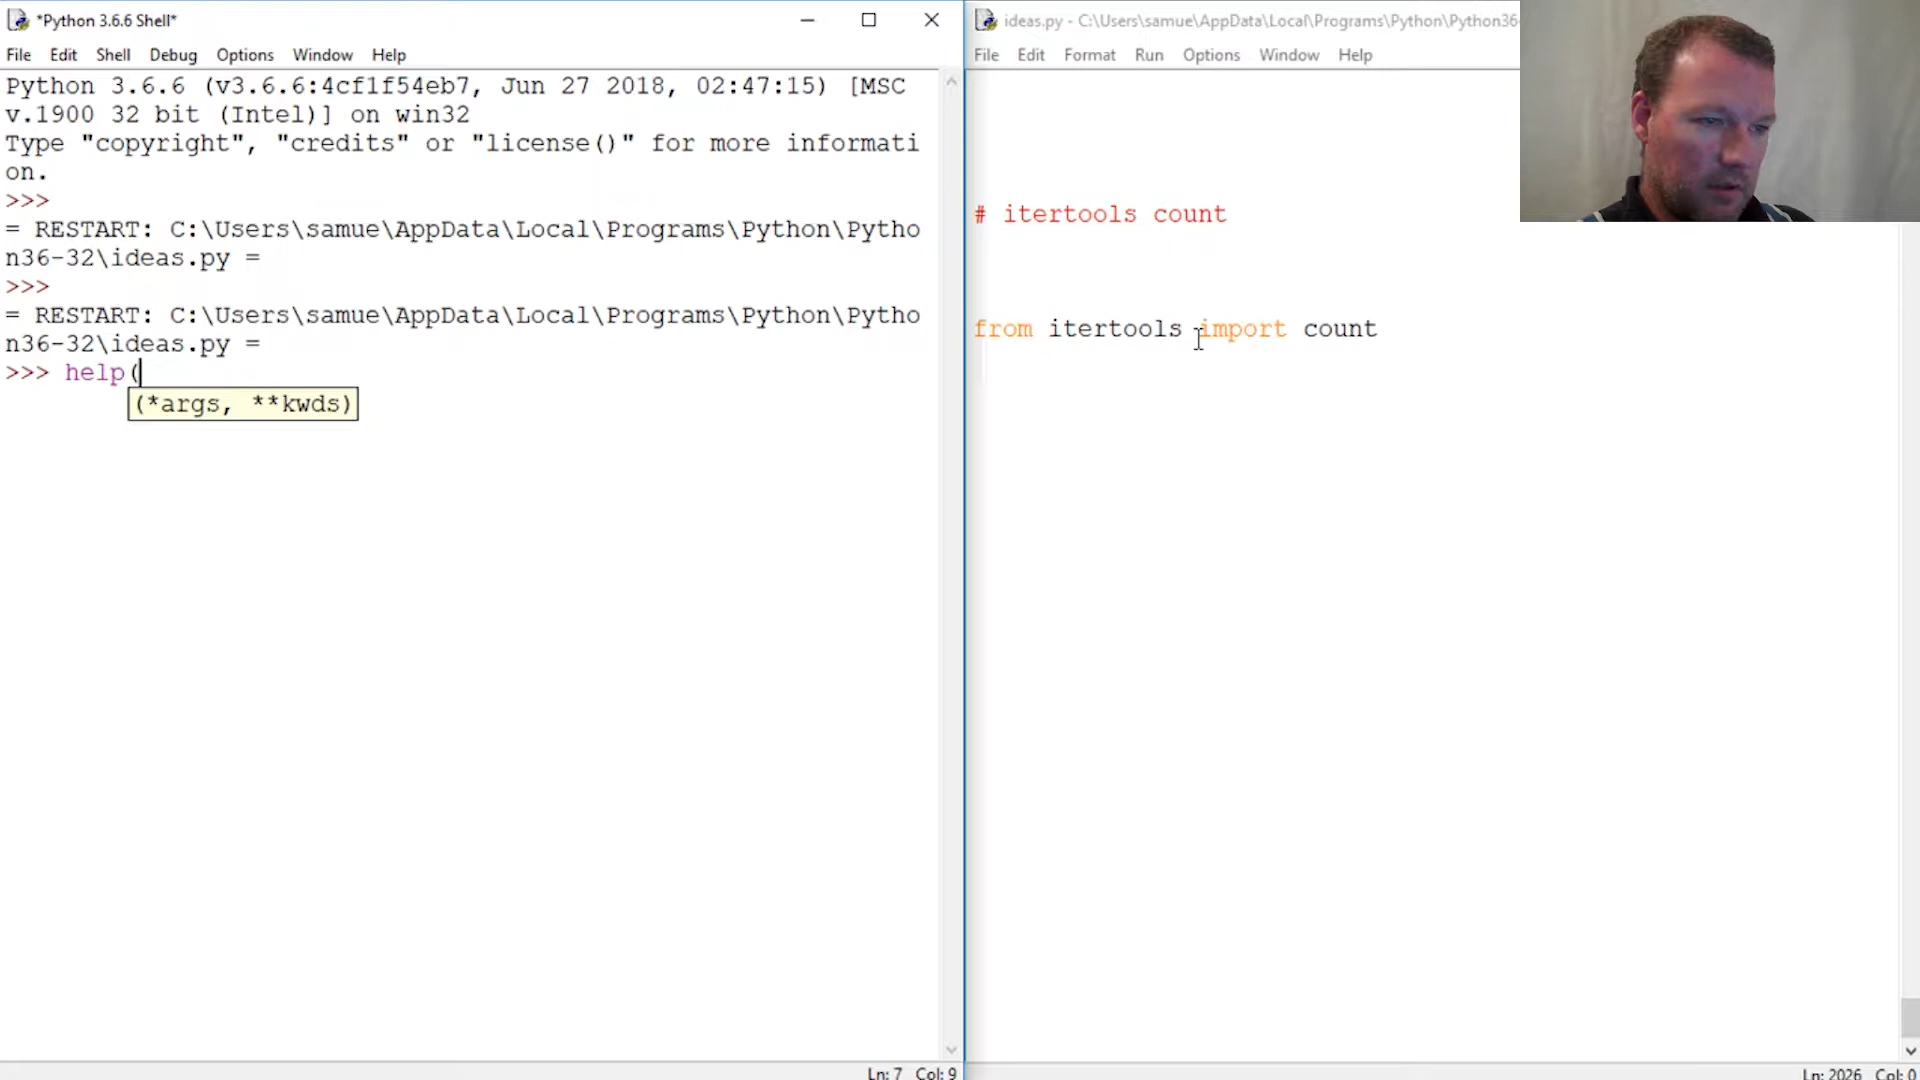 *Python 3.6.6 Shell*
File Edit Shell Debug Options Window Help
Python 3.6.6 (v3.6.6:4cf1f54eb7, Jun 27 2018, 02:47:15) [MSC
v.1900 32 bit (Intel)] on win32
Type "copyright", "credits" or "license()" for more informati
on.
>>>
= RESTART: C:\Users\samue\AppData\Local\Programs\Python\Pytho
n36-32\ideas.py =
>>>
= RESTART: C:\Users\samue\AppData\Local\Programs\Python\Pytho
n36-32\ideas.py =
>>> help(
(*args, **kwds)
Ln: 7 Col: 9
ideas.py - C:\Users\samue\AppData\Local\Programs\Python\Python36-
File Edit Format Run Options Window Help
# itertools count
from itertools import count
Ln: 2026 Col: 0